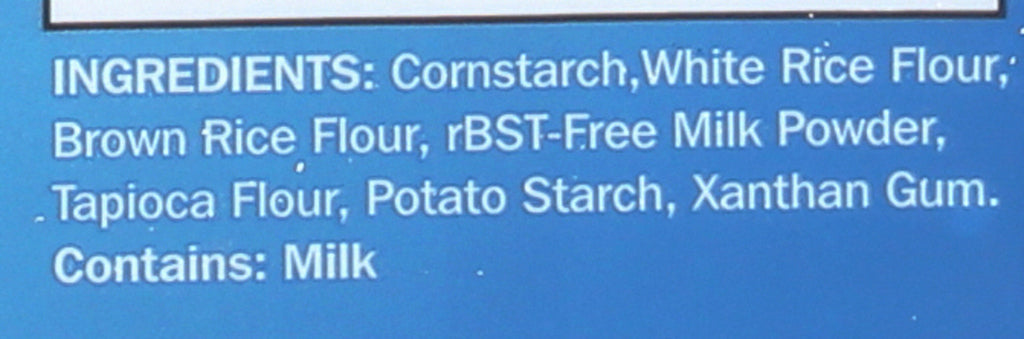 INGREDIENTS: Cornstarch,White Rice Flour,
Brown Rice Flour, rBST-Free Milk Powder,
Tapioca Flour, Potato Starch, Xanthan Gum.
Contains: Milk